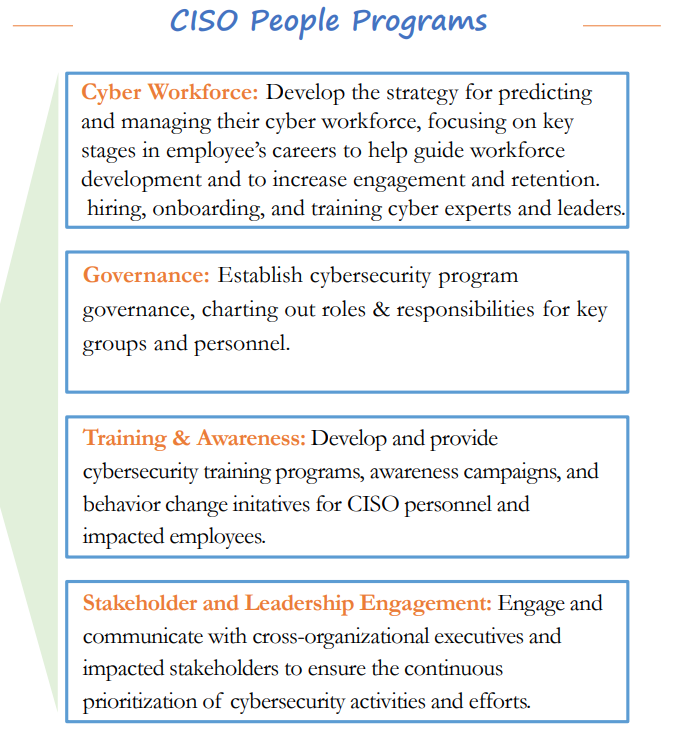 CISO People Programs
Cyber Workforce: Develop the strategy for predicting
and managing their cyber workforce, focusing on key
stages in employee’s careers to help guide workforce
development and to increase engagement and retention.
hiring, onboarding, and training cyber experts and leaders.
Governance: Establish cybersecurity program
governance, charting out roles & responsibilities for key
groups and personnel.
Training & Awareness: Develop and provide
cybersecurity training programs, awareness campaigns, and
behavior change initatives for CISO personnel and
impacted employees.
Stakeholder and Leadership Engagement: Engage and
communicate with cross-organizational executives and
impacted stakeholders to ensure the continuous
prioritization of cybersecurity activities and efforts.